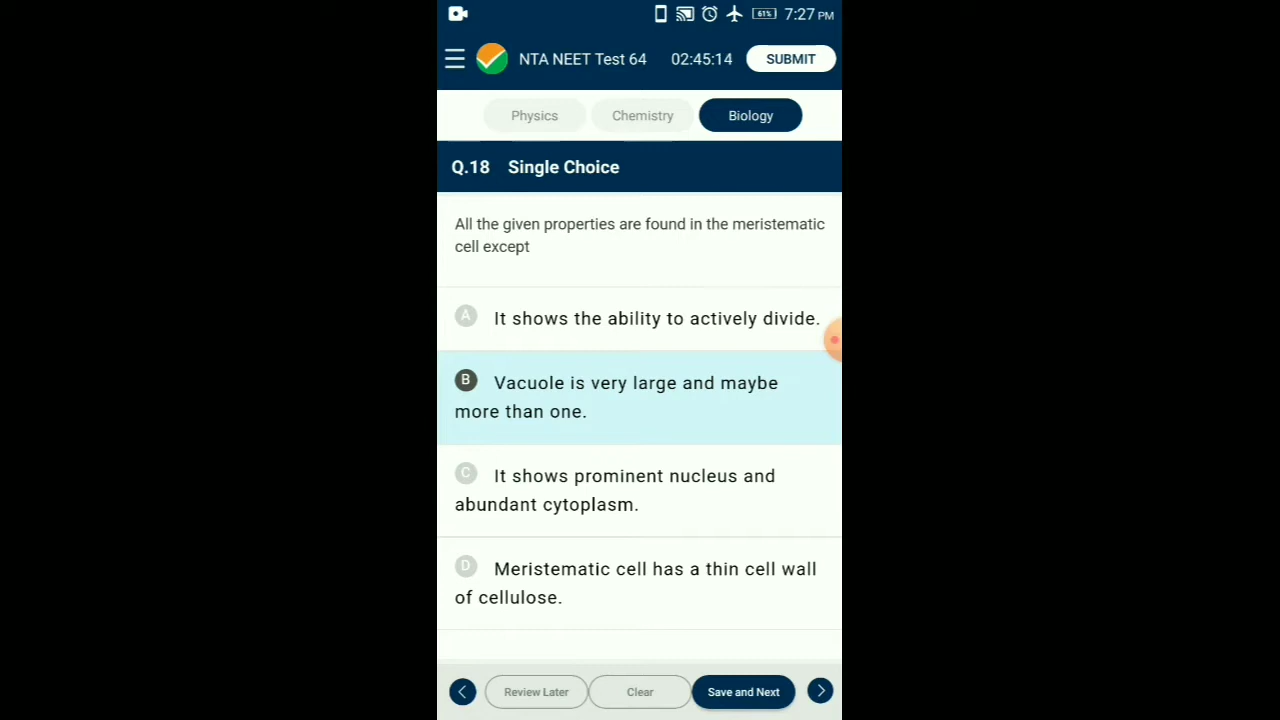 61% 7:27 PM
NTA NEET Test 64 02:45:14 SUBMIT
Physics Chemistry Biology
Q.18 Single Choice
All the given properties are found in the meristematic
cell except
A It shows the ability to actively divide.
B Vacuole is very large and maybe
more than one.
C It shows prominent nucleus and
abundant cytoplasm.
D Meristematic cell has a thin cell wall
of cellulose.
Review Later Clear Save and Next